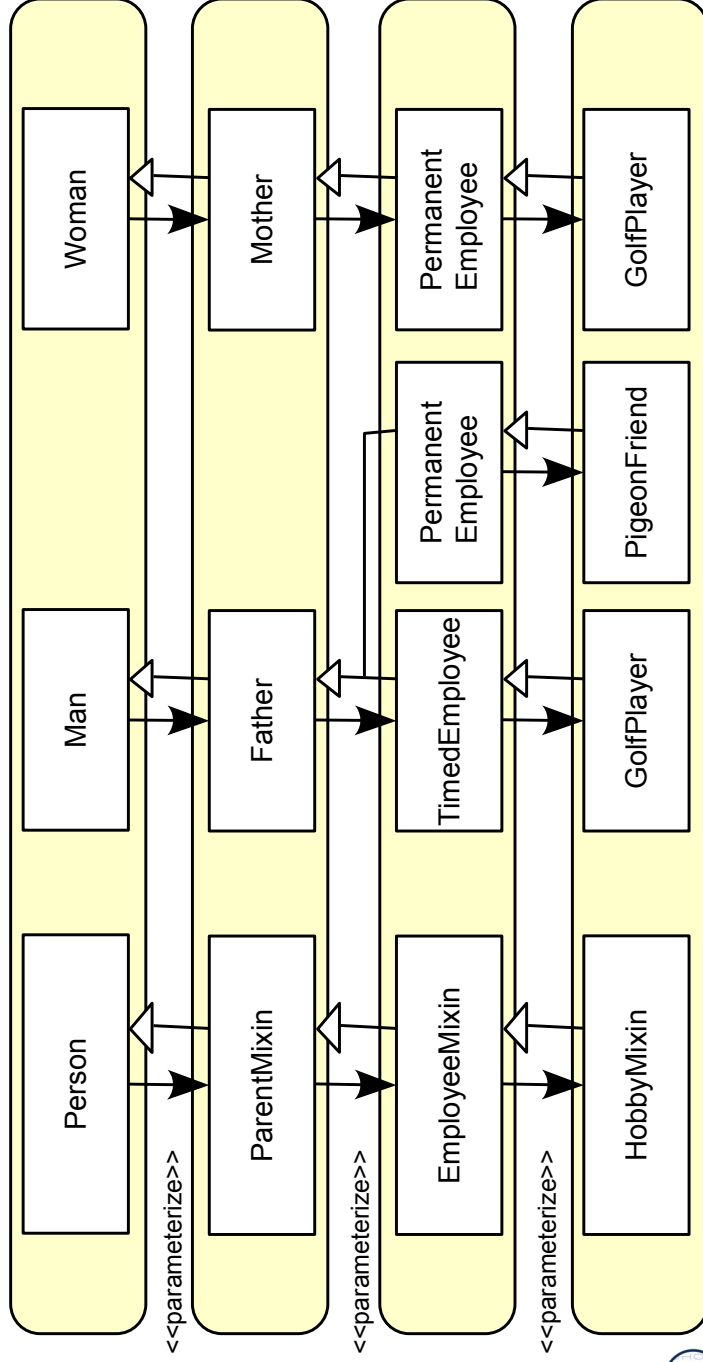 Person
Man
Woman
<<parameterize>>
ParentMixin
Father
Mother
<<parameterize>>
EmployeeMixin
TimedEmployee
Permanent
Employee
Permanent
Employee
<<parameterize>>
HobbyMixin
GolfPlayer
PigeonFriend
GolfPlayer